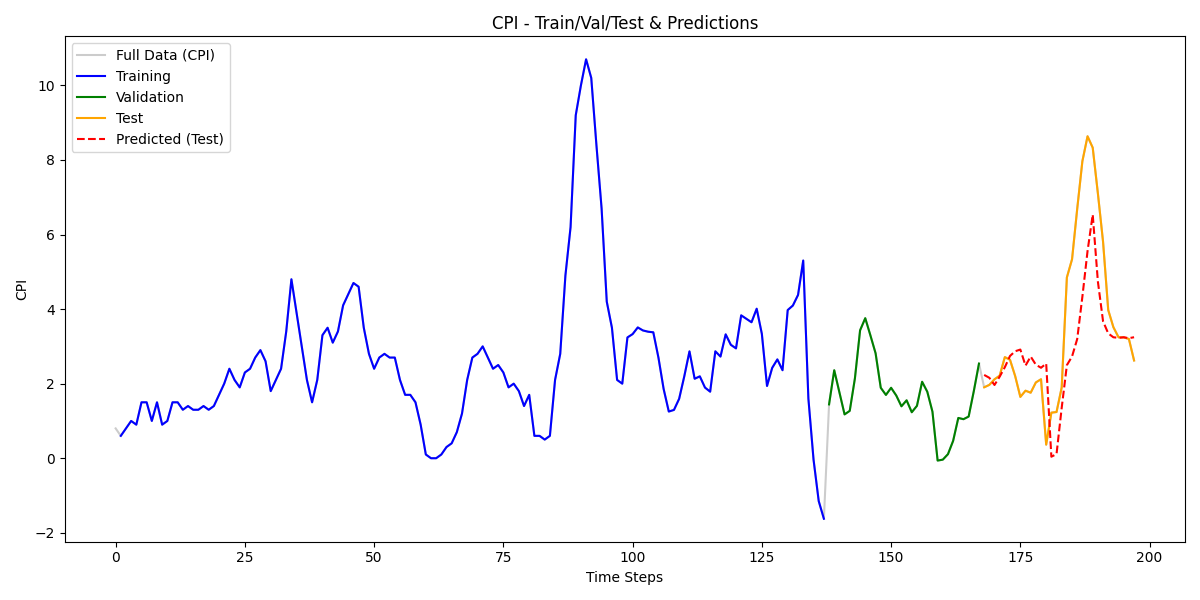 CPI - Train/Val/Test & Predictions
Full Data (CPI)
Training
Validation
Test
Predicted (Test)
CPI
10
8
6
4
2
0
−2
0 25 50 75 100 125 150 175 200
Time Steps